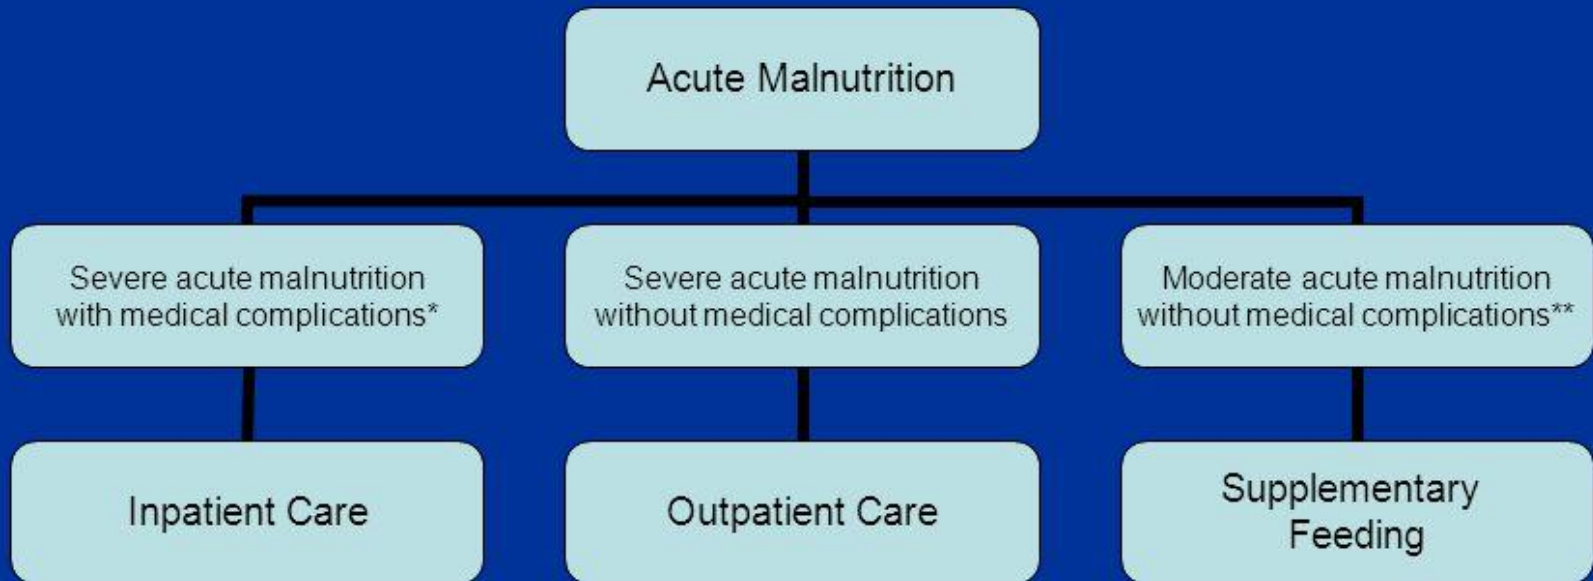 Acute Malnutrition
Severe acute malnutrition
with medical complications*
Severe acute malnutrition
without medical complications
Moderate acute malnutrition
without medical complications**
Inpatient Care
Outpatient Care
Supplementary
Feeding